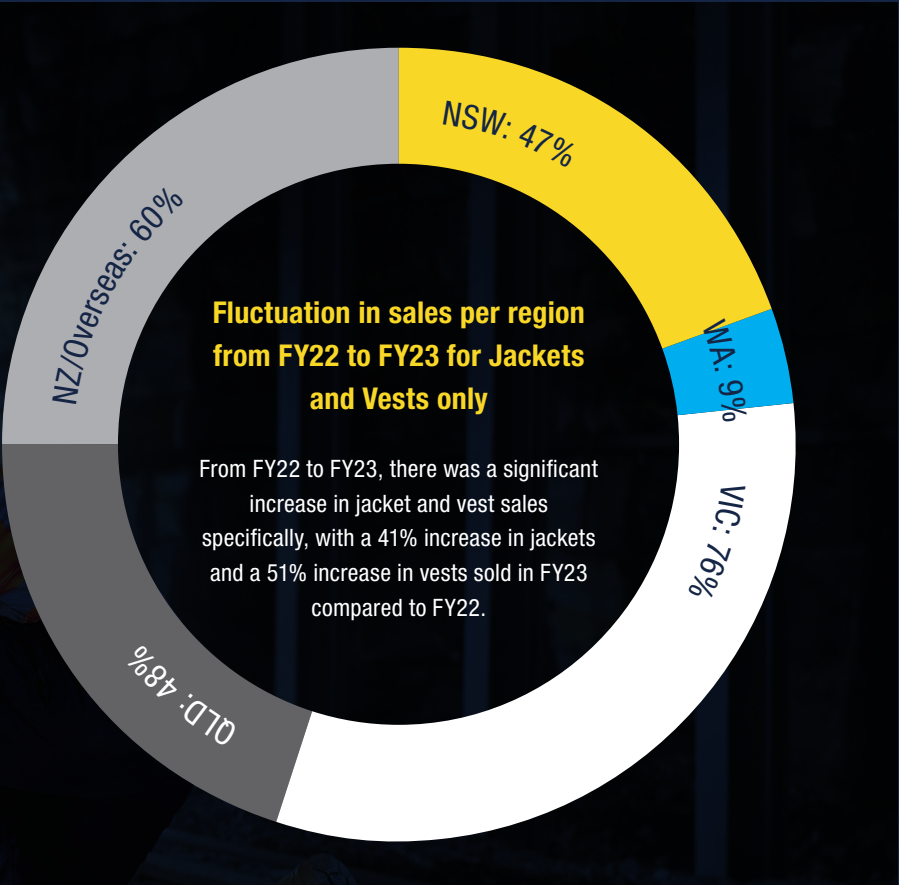 NSW: 47%
NZ/Overseas: 60%
Fluctuation in sales per region
from FY22 to FY23 for Jackets
and Vests only
WA: 9%
From FY22 to FY23, there was a significant
increase in jacket and vest sales
specifically, with a 41% increase in jackets
and a 51% increase in vests sold in FY23
compared to FY22.
VIC: 76%
QLD: 48%